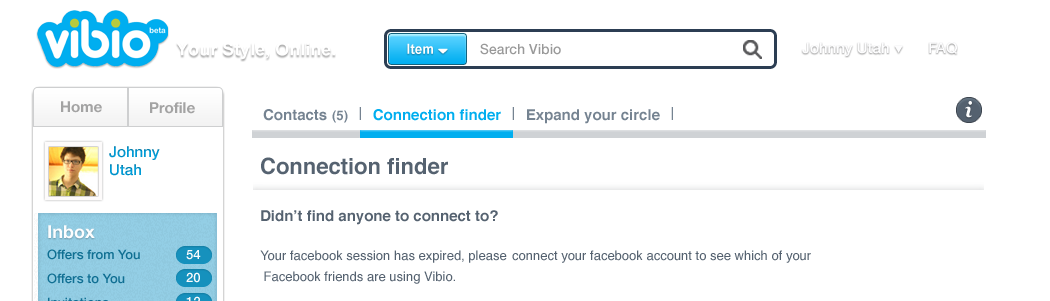 vibio beta
Your Style, Online.
Item
Search Vibio
Johnny Utah
FAQ
Home
Profile
Contacts (5)
Connection finder
Expand your circle
i
Johnny
Utah
Connection finder
Didn't find anyone to connect to?
Your facebook session has expired, please connect your facebook account to see which of your
Facebook friends are using Vibio.
Inbox
Offers from You 54
Offers to You 20
Invitations 12